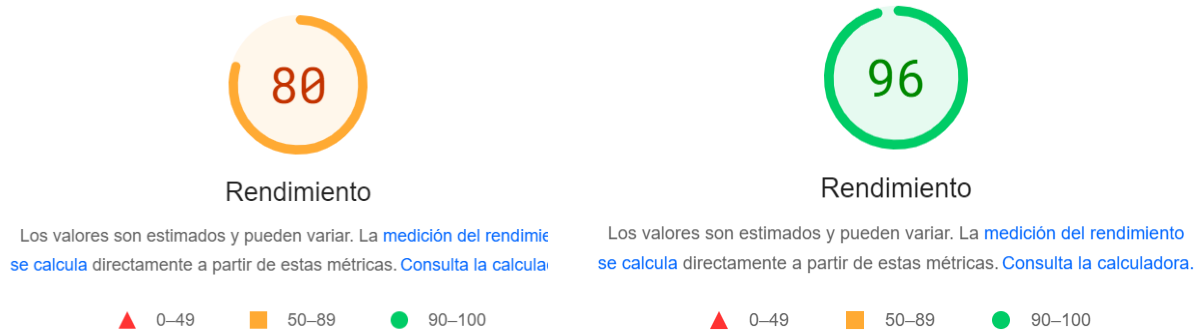 80
Rendimiento
Los valores son estimados y pueden variar. La medición del rendimie
se calcula directamente a partir de estas métricas. Consulta la calcula
0–49 50–89 90–100
96
Rendimiento
Los valores son estimados y pueden variar. La medición del rendimiento
se calcula directamente a partir de estas métricas. Consulta la calculadora.
0–49 50–89 90–100